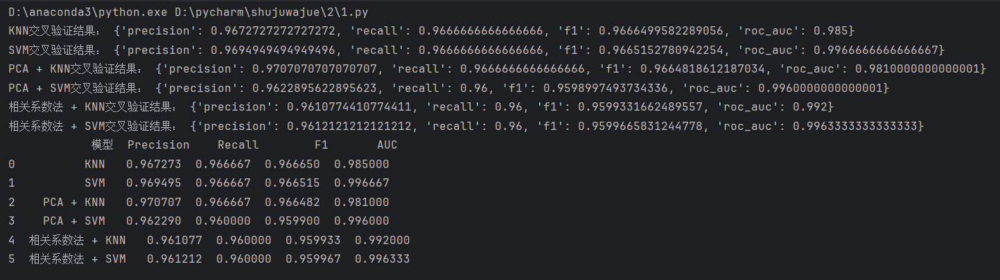 D:\anaconda3\python.exe D:\pycharm\shujuwajue\2\1.py
KNN交叉验证结果： {'precision': 0.9672727272727272, 'recall': 0.9666666666666666, 'f1': 0.9666499582289056, 'roc_auc': 0.985}
SVM交叉验证结果： {'precision': 0.9694949494949496, 'recall': 0.9666666666666666, 'f1': 0.9665152780942254, 'roc_auc': 0.9966666666666667}
PCA + KNN交叉验证结果： {'precision': 0.9707070707070707, 'recall': 0.9666666666666666, 'f1': 0.9664818612187034, 'roc_auc': 0.9810000000000001}
PCA + SVM交叉验证结果： {'precision': 0.9622895622895623, 'recall': 0.96, 'f1': 0.9598997493734336, 'roc_auc': 0.9960000000000001}
相关系数法 + KNN交叉验证结果： {'precision': 0.9610774410774411, 'recall': 0.96, 'f1': 0.9599331662489557, 'roc_auc': 0.992}
相关系数法 + SVM交叉验证结果： {'precision': 0.9612121212121212, 'recall': 0.96, 'f1': 0.9599665831244778, 'roc_auc': 0.9963333333333333}
模型 Precision Recall F1 AUC
0 KNN 0.967273 0.966667 0.966650 0.985000
1 SVM 0.969495 0.966667 0.966515 0.996667
2 PCA + KNN 0.970707 0.966667 0.966482 0.981000
3 PCA + SVM 0.962290 0.960000 0.959900 0.996000
4 相关系数法 + KNN 0.961077 0.960000 0.959933 0.992000
5 相关系数法 + SVM 0.961212 0.960000 0.959967 0.996333